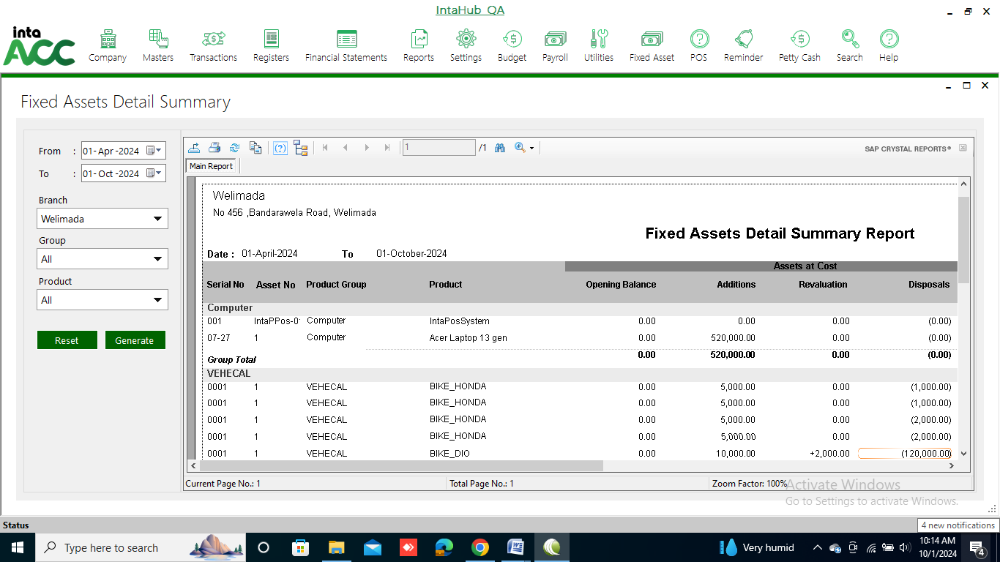 IntaHub_QA
inta
ACC
Company Masters Transactions Registers Financial Statements Reports Settings Budget Payroll Utilities Fixed Asset POS Reminder Petty Cash Search Help
Fixed Assets Detail Summary
From : 01-Apr -2024
To : 01-Oct -2024
Branch
Welimada
Group
All
Product
All
Reset Generate
1 /1
SAP CRYSTAL REPORTS®
Main Report
Welimada
No 456 ,Bandarawela Road, Welimada
Fixed Assets Detail Summary Report
Date : 01-April-2024 To 01-October-2024
Assets at Cost
Serial No Asset No Product Group Product Opening Balance Additions Revaluation Disposals
Computer
001 IntaPPos-0 Computer IntaPosSystem 0.00 0.00 0.00 (0.00)
07-27 1 Computer Acer Laptop 13 gen 0.00 520,000.00 0.00 (0.00)
Group Total 0.00 520,000.00 0.00 (0.00)
VEHECAL
0001 1 VEHECAL BIKE_HONDA 0.00 5,000.00 0.00 (1,000.00)
0001 1 VEHECAL BIKE_HONDA 0.00 5,000.00 0.00 (1,000.00)
0001 1 VEHECAL BIKE_HONDA 0.00 5,000.00 0.00 (2,000.00)
0001 1 VEHECAL BIKE_HONDA 0.00 5,000.00 0.00 (2,000.00)
0001 1 VEHECAL BIKE_DIO 0.00 10,000.00 +2,000.00 (120,000.00)
Current Page No.: 1 Total Page No.: 1 Zoom Factor: 100%
Activate Windows
Go to Settings to activate Windows.
Status
4 new notifications
Type here to search
Very humid
10:14 AM
10/1/2024
4